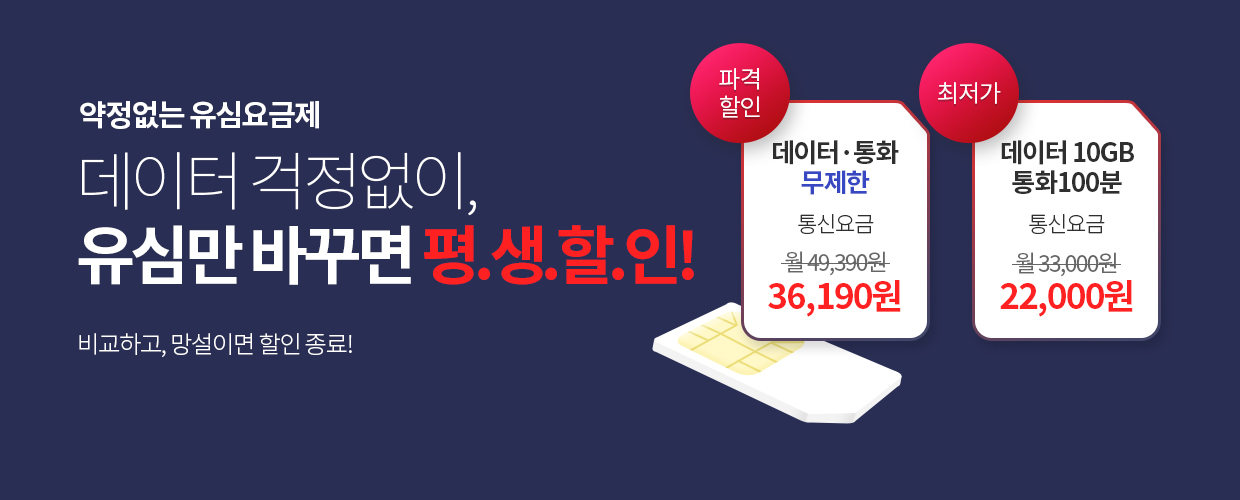 약정없는 유심요금제
데이터 걱정없이,
유심만 바꾸면 평.생.할.인!
비교하고, 망설이면 할인 종료!
파격
할인
데이터·통화
무제한
통신요금
월 49,390원
36,190원
최저가
데이터 10GB
통화100분
통신요금
월 33,000원
22,000원